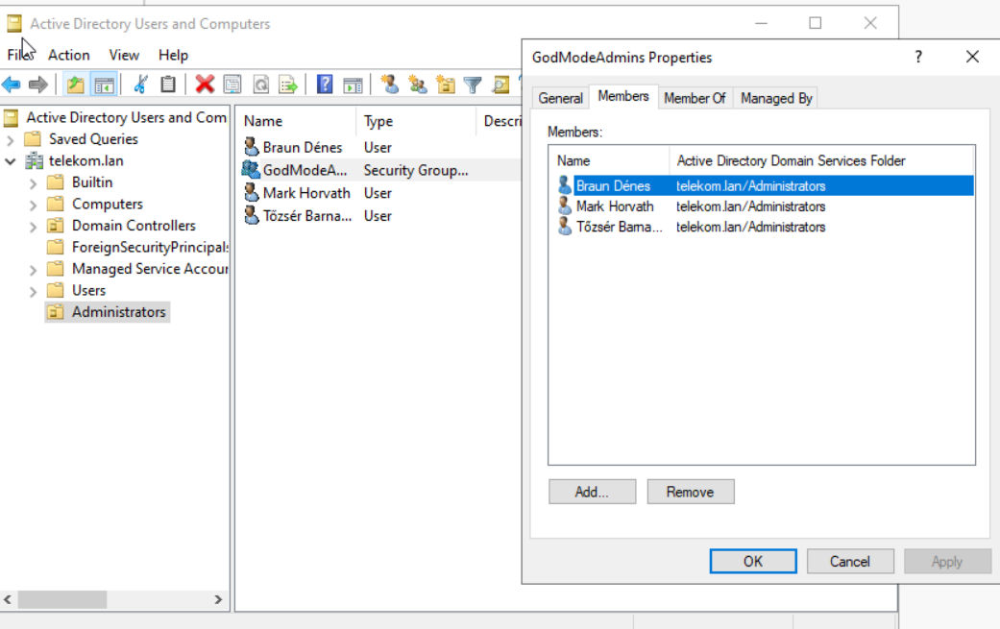 Active Directory Users and Computers
File Action View Help
Active Directory Users and Com
Saved Queries
telekom.lan
Builtin
Computers
Domain Controllers
ForeignSecurityPrincipals
Managed Service Accour
Users
Administrators
Name Type Descri
Braun Dénes User
GodModeA... Security Group...
Mark Horvath User
Tőzsér Barna... User
GodModeAdmins Properties
?
General Members Member Of Managed By
Members:
Name Active Directory Domain Services Folder
Braun Dénes telekom.lan/Administrators
Mark Horvath telekom.lan/Administrators
Tőzsér Barna... telekom.lan/Administrators
Add... Remove
OK Cancel Apply